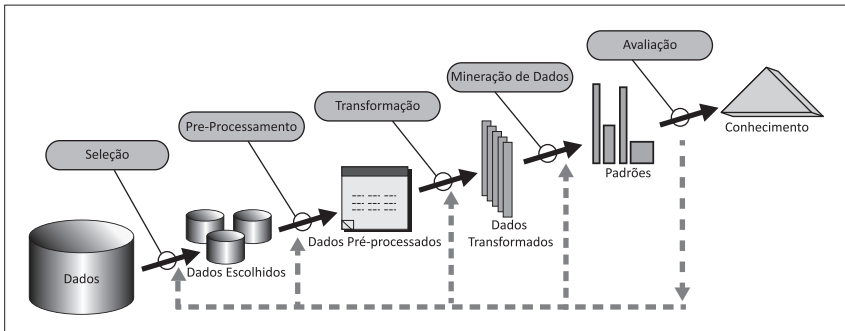 Seleção
Pre-Processamento
Transformação
Mineração de Dados
Avaliação
Dados
Dados Escolhidos
Dados Pré-processados
Dados
Transformados
Padrões
Conhecimento